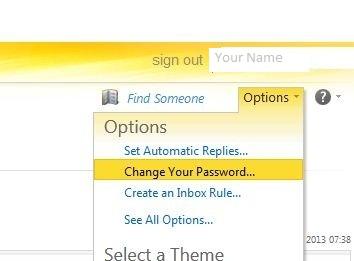 sign out Your Name
Find Someone Options ?
Options
Set Automatic Replies...
Change Your Password...
Create an Inbox Rule...
See All Options...
2013 07:38
Select a Theme